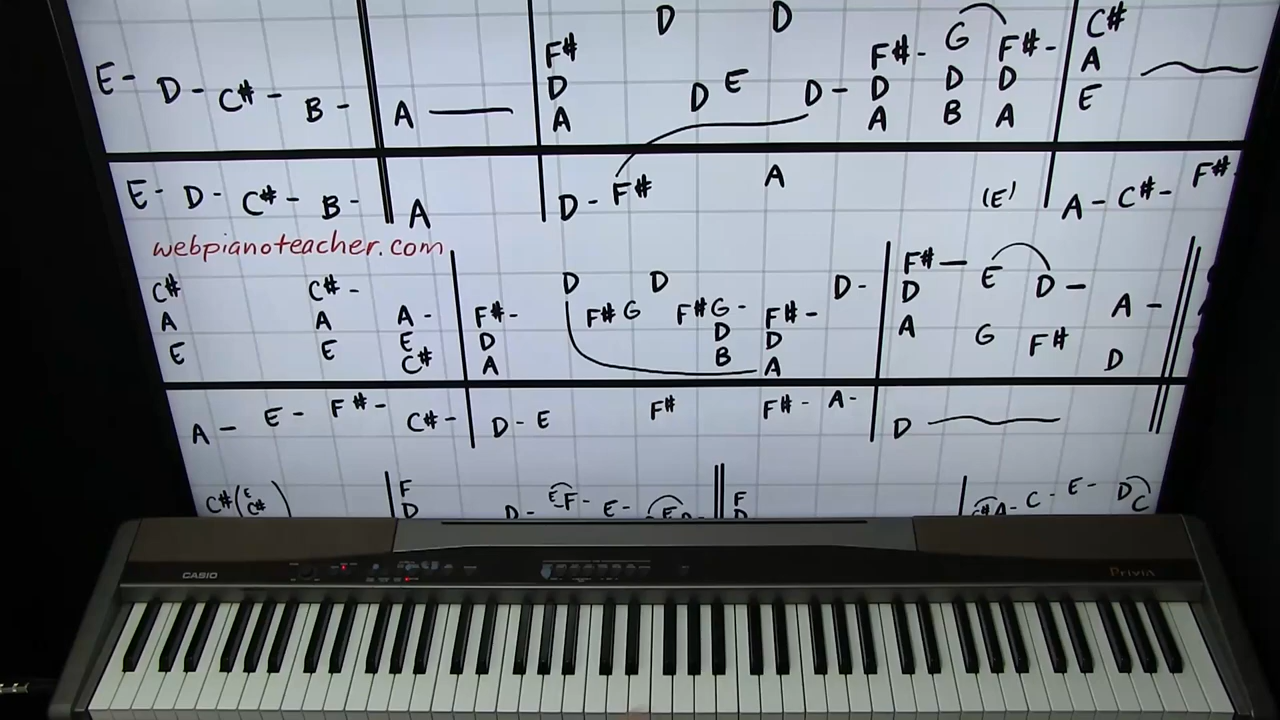 D D
F# G F#- C#
E- D- C#- B- A — D D E D- D D D A
A A B A E
E- D- C#- B- A D- F# A (E) A- C#- F#-
webpianoteacher.com
C# C#- D D D- F#— E D—
A A A- F#- F# G F# G- F#- D A-
E E E D D D A G F# D
C# A B A
A- E- F#- C#- D- E F# F#- A- D
C# (E C#) F D- E F- E- F A- C- E- D C
D
CASIO Privia